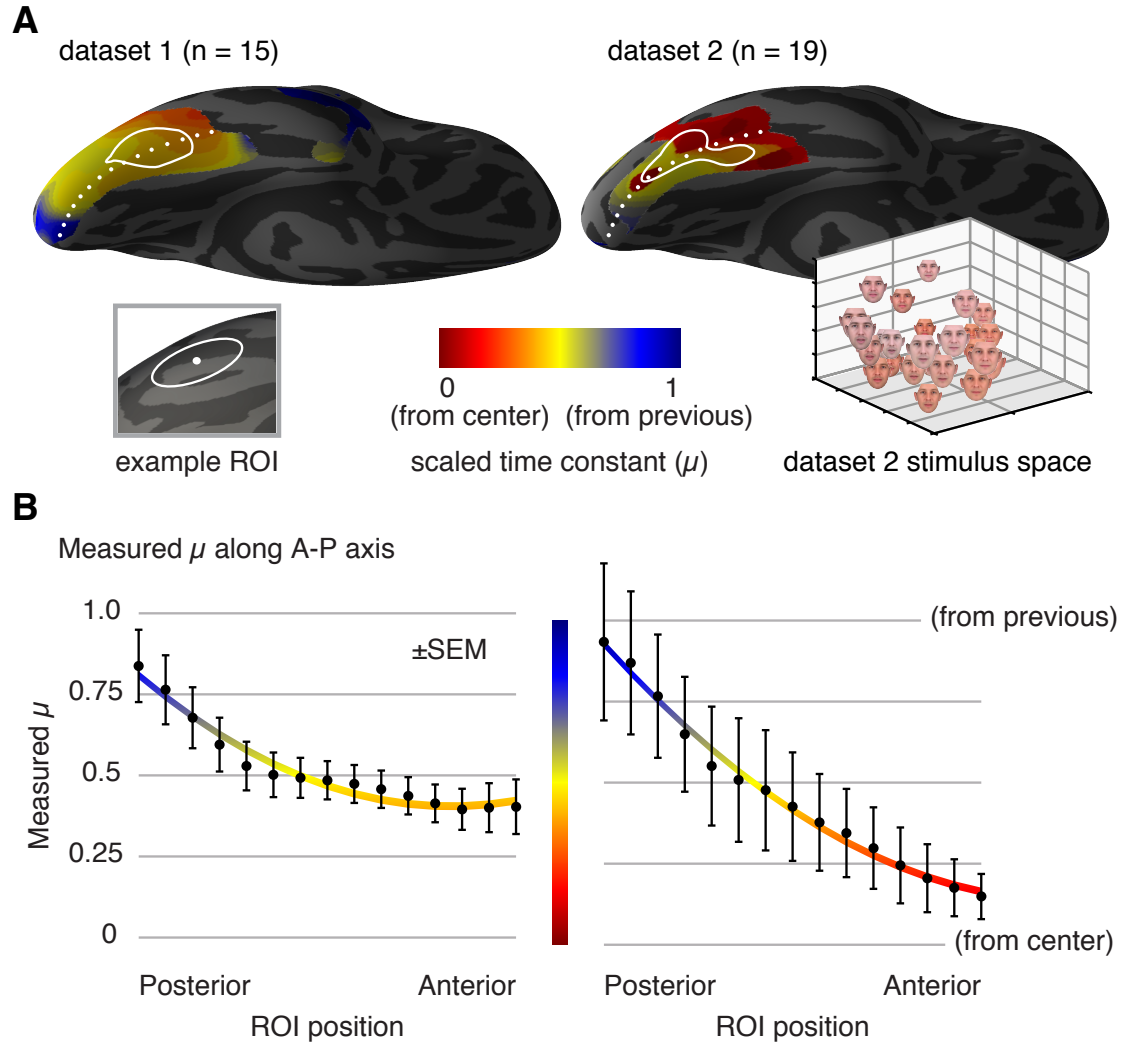 A
dataset 1 (n = 15)
dataset 2 (n = 19)
example ROI
0
1
(from center)
(from previous)
scaled time constant (μ)
dataset 2 stimulus space
B
Measured μ along A-P axis
Measured μ
1.0
0.75
0.5
0.25
0
±SEM
(from previous)
(from center)
Posterior
Anterior
ROI position
Posterior
Anterior
ROI position